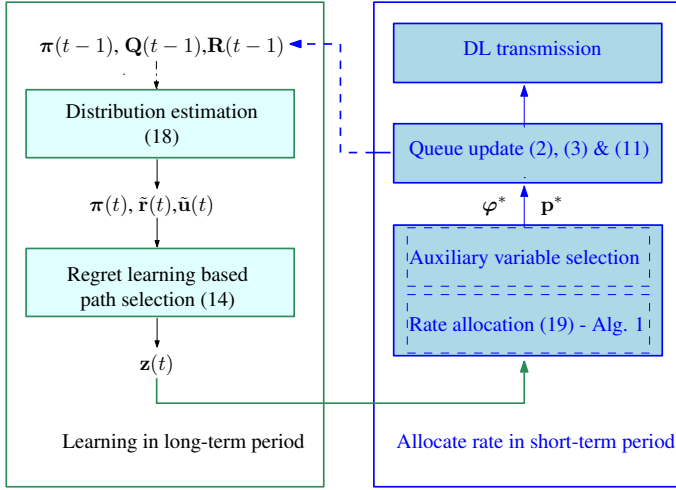 π(t − 1), Q(t − 1),R(t − 1)
Distribution estimation
(18)
π(t), r̃(t),ũ(t)
Regret learning based
path selection (14)
z(t)
Learning in long-term period
DL transmission
Queue update (2), (3) & (11)
φ* p*
Auxiliary variable selection
Rate allocation (19) - Alg. 1
Allocate rate in short-term period